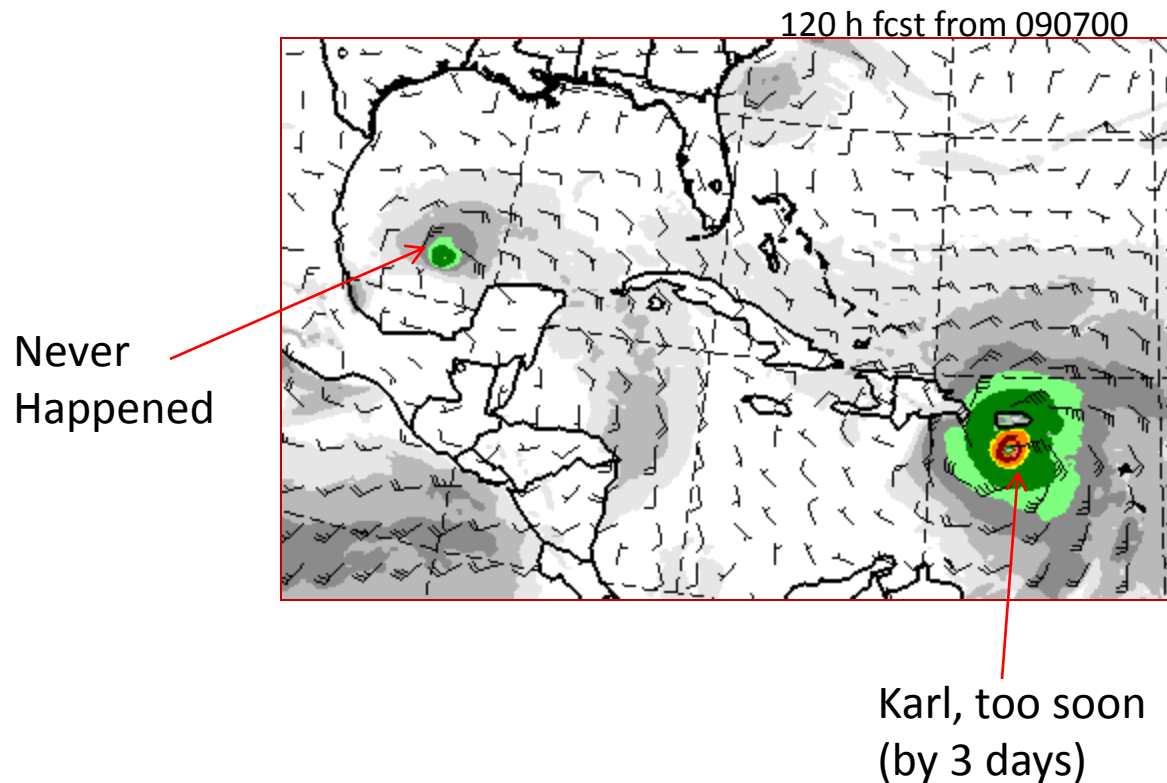 120 h fcst from 090700
Never
Happened
Karl, too soon
(by 3 days)